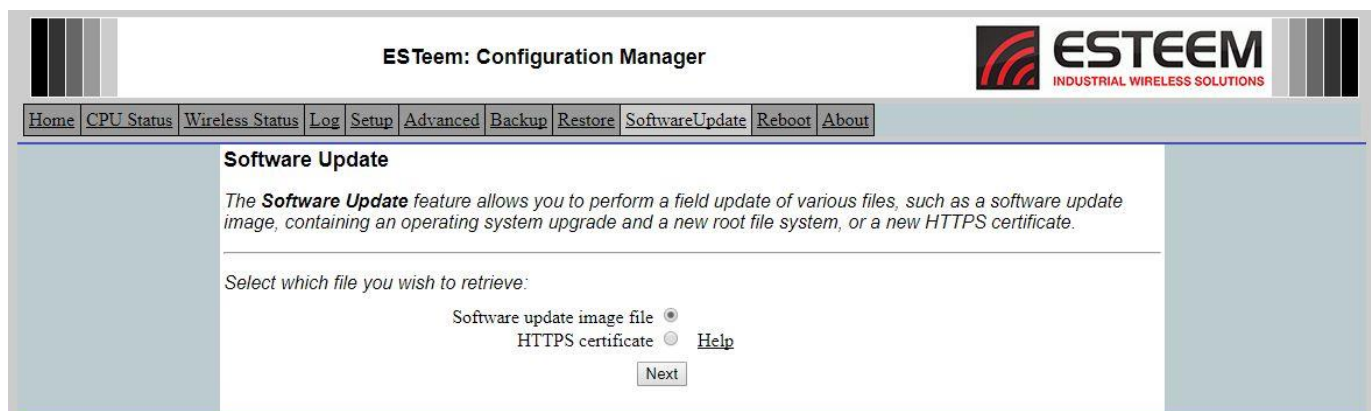 ESTeem: Configuration Manager
ESTEEM
INDUSTRIAL WIRELESS SOLUTIONS
Home CPU Status Wireless Status Log Setup Advanced Backup Restore SoftwareUpdate Reboot About
Software Update
The Software Update feature allows you to perform a field update of various files, such as a software update
image, containing an operating system upgrade and a new root file system, or a new HTTPS certificate.
Select which file you wish to retrieve:
Software update image file
HTTPS certificate Help
Next